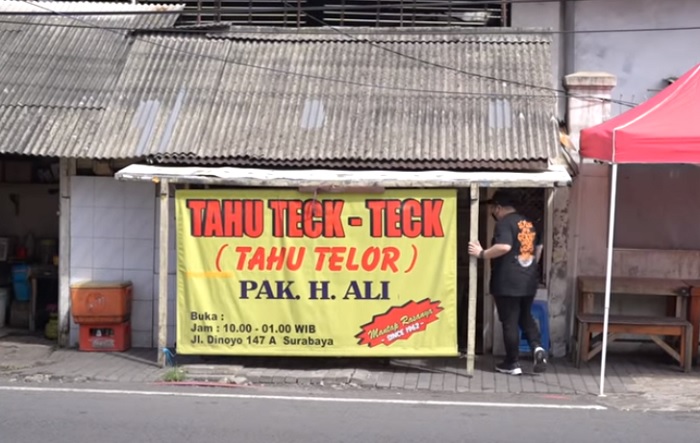 TAHU TECK - TECK
( TAHU TELOR )
PAK. H. ALI
Buka :
Jam : 10.00 - 01.00 WIB
Jl. Dinoyo 147 A Surabaya
Mantap Rasanya
- SINCE 1962 -